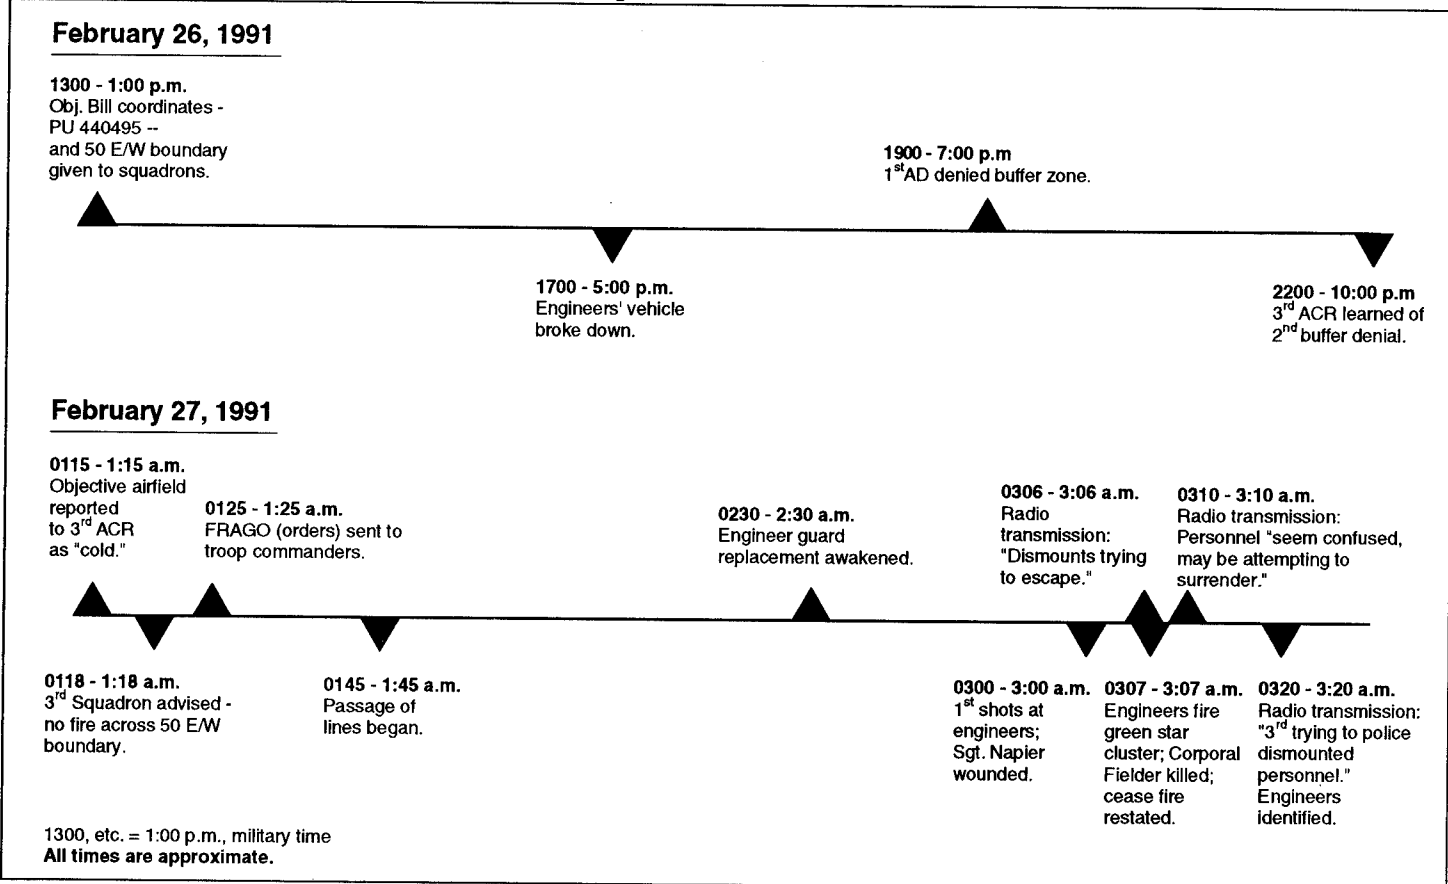 February 26, 1991
1300 - 1:00 p.m.
Obj. Bill coordinates -
PU 440495 --
and 50 E/W boundary
given to squadrons.
1900 - 7:00 p.m
1st AD denied buffer zone.
1700 - 5:00 p.m.
Engineers' vehicle
broke down.
2200 - 10:00 p.m
3rd ACR learned of
2nd buffer denial.
February 27, 1991
0115 - 1:15 a.m.
Objective airfield
reported
to 3rd ACR
as "cold."
0125 - 1:25 a.m.
FRAGO (orders) sent to
troop commanders.
0230 - 2:30 a.m.
Engineer guard
replacement awakened.
0306 - 3:06 a.m.
Radio
transmission:
"Dismounts trying
to escape."
0310 - 3:10 a.m.
Radio transmission:
Personnel "seem confused,
may be attempting to
surrender."
0118 - 1:18 a.m.
3rd Squadron advised -
no fire across 50 E/W
boundary.
0145 - 1:45 a.m.
Passage of
lines began.
0300 - 3:00 a.m.
1st shots at
engineers;
Sgt. Napier
wounded.
0307 - 3:07 a.m.
Engineers fire
green star
cluster; Corporal
Fielder killed;
cease fire
restated.
0320 - 3:20 a.m.
Radio transmission:
"3rd trying to police
dismounted
personnel."
Engineers
identified.
1300, etc. = 1:00 p.m., military time
All times are approximate.